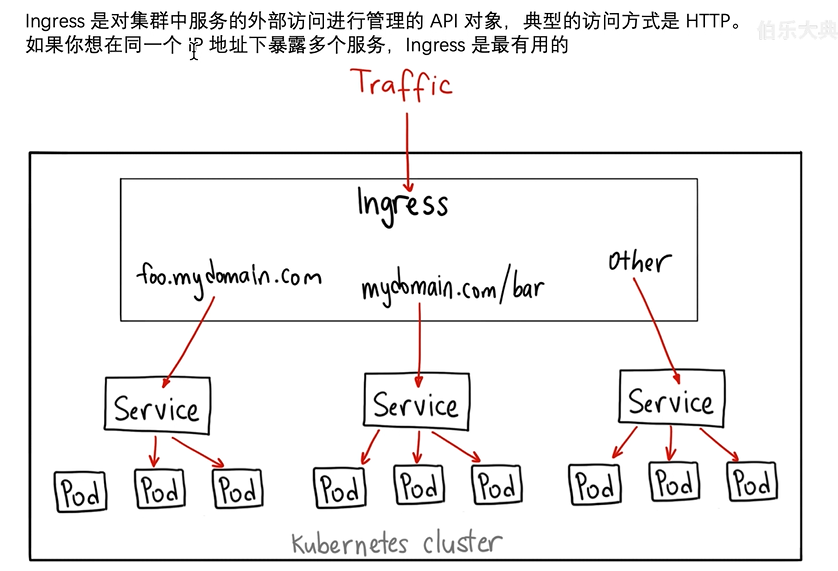 Ingress 是对集群中服务的外部访问进行管理的 API 对象，典型的访问方式是 HTTP。
伯乐大典
如果你想在同一个 iP 地址下暴露多个服务，Ingress 是最有用的
Traffic
Ingress
foo.mydomain.com
mydomain.com/bar
other
Service
Service
Service
Pod
Pod
Pod
Pod
Pod
Pod
Pod
Pod
Pod
Kubernetes cluster